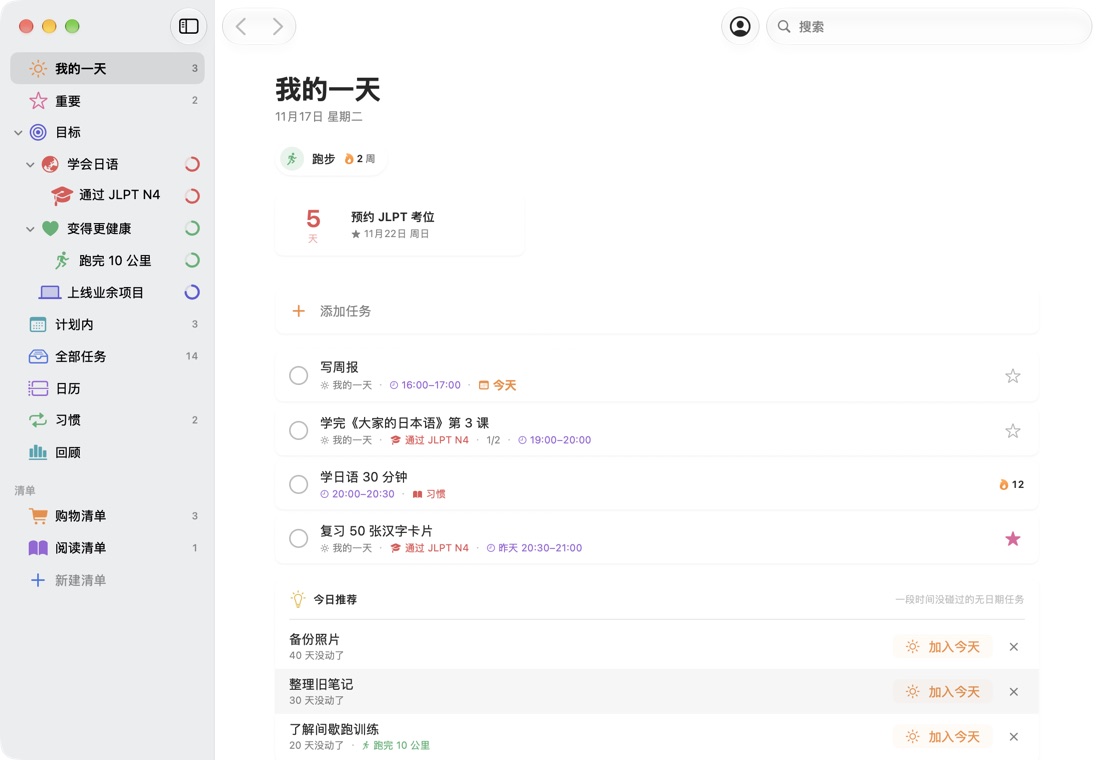 我的一天 3
重要 2
目标
学会日语
通过 JLPT N4
变得更健康
跑完 10 公里
上线业余项目
计划内 3
全部任务 14
日历
习惯 2
回顾
清单
购物清单 3
阅读清单 1
新建清单
搜索
我的一天
11月17日 星期二
跑步 2 周
5 天
预约 JLPT 考位
11月22日 周日
添加任务
写周报
我的一天 · 16:00–17:00 · 今天
学完《大家的日本语》第 3 课
我的一天 · 通过 JLPT N4 · 1/2 · 19:00–20:00
学日语 30 分钟
20:00–20:30 · 习惯
12
复习 50 张汉字卡片
我的一天 · 通过 JLPT N4 · 昨天 20:30–21:00
今日推荐 一段时间没碰过的无日期任务
备份照片
40 天没动了
加入今天
整理旧笔记
30 天没动了
加入今天
了解间歇跑训练
20 天没动了 · 跑完 10 公里
加入今天